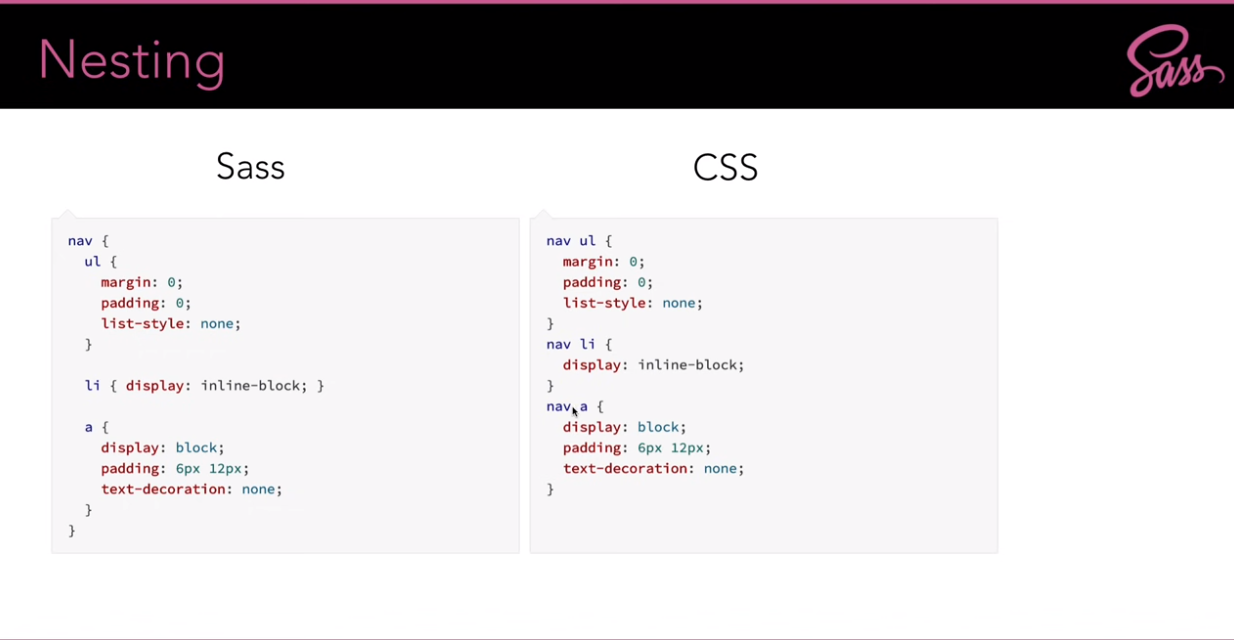 Nesting
Sass
Sass
CSS
nav {
  ul {
    margin: 0;
    padding: 0;
    list-style: none;
  }

  li { display: inline-block; }

  a {
    display: block;
    padding: 6px 12px;
    text-decoration: none;
  }
}
nav ul {
  margin: 0;
  padding: 0;
  list-style: none;
}
nav li {
  display: inline-block;
}
nav a {
  display: block;
  padding: 6px 12px;
  text-decoration: none;
}